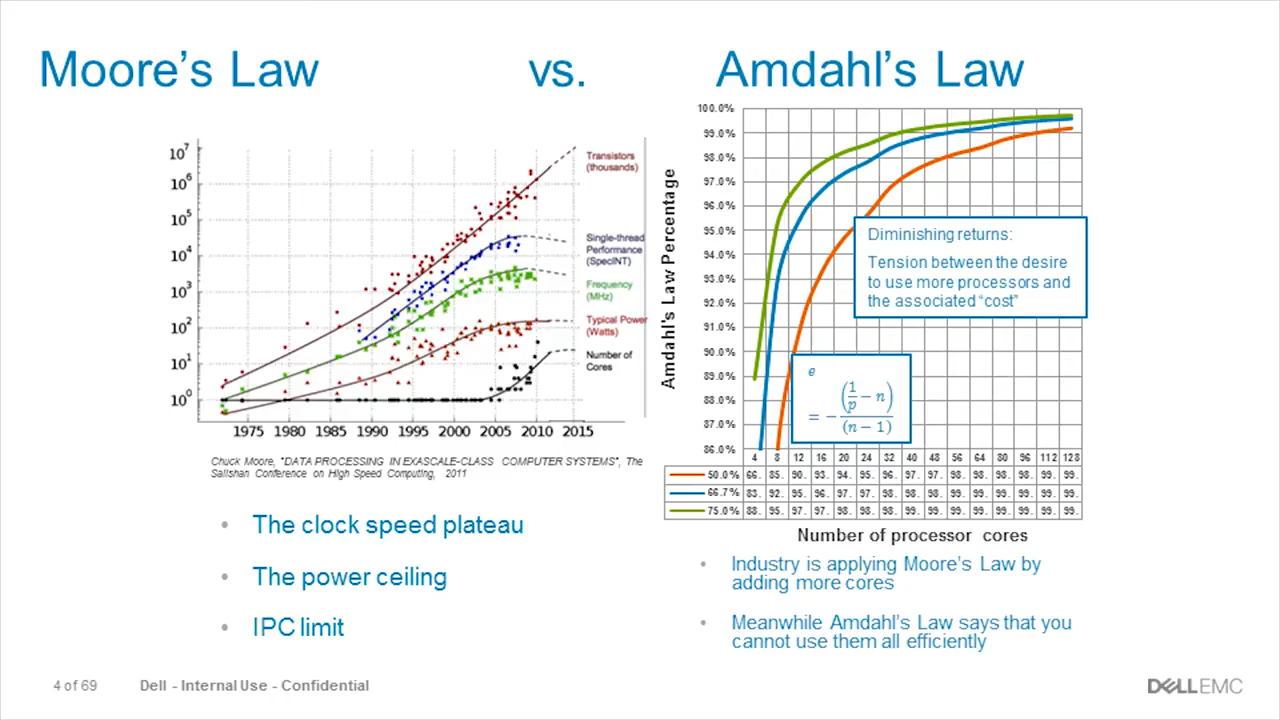 Moore's Law vs. Amdahl's Law
10⁷
10⁶
10⁵
10⁴
10³
10²
10¹
10⁰
Transistors
(thousands)
Single-thread
Performance
(SpecINT)
Frequency
(MHz)
Typical Power
(Watts)
Number of
Cores
1975 1980 1985 1990 1995 2000 2005 2010 2015
Chuck Moore, "DATA PROCESSING IN EXASCALE-CLASS COMPUTER SYSTEMS", The
Salishan Conference on High Speed Computing, 2011
• The clock speed plateau
• The power ceiling
• IPC limit
Amdahl's Law Percentage
100.0%
99.0%
98.0%
97.0%
96.0%
95.0%
94.0%
93.0%
92.0%
91.0%
90.0%
89.0%
88.0%
87.0%
86.0%
Diminishing returns:
Tension between the desire
to use more processors and
the associated "cost"
e
= −(1/p − n)/(n − 1)
4 8 12 16 20 24 32 40 48 56 64 80 96 112 128
50.0% 66. 85. 90. 93. 94. 95. 96. 97. 97. 98. 98. 98. 99. 99. 99.
66.7% 83. 92. 95. 96. 97. 97. 98. 98. 98. 99. 99. 99. 99. 99. 99.
75.0% 88. 95. 97. 97. 98. 98. 98. 99. 99. 99. 99. 99. 99. 99. 99.
Number of processor cores
• Industry is applying Moore's Law by
adding more cores
• Meanwhile Amdahl's Law says that you
cannot use them all efficiently
4 of 69 Dell - Internal Use - Confidential
DELLEMC